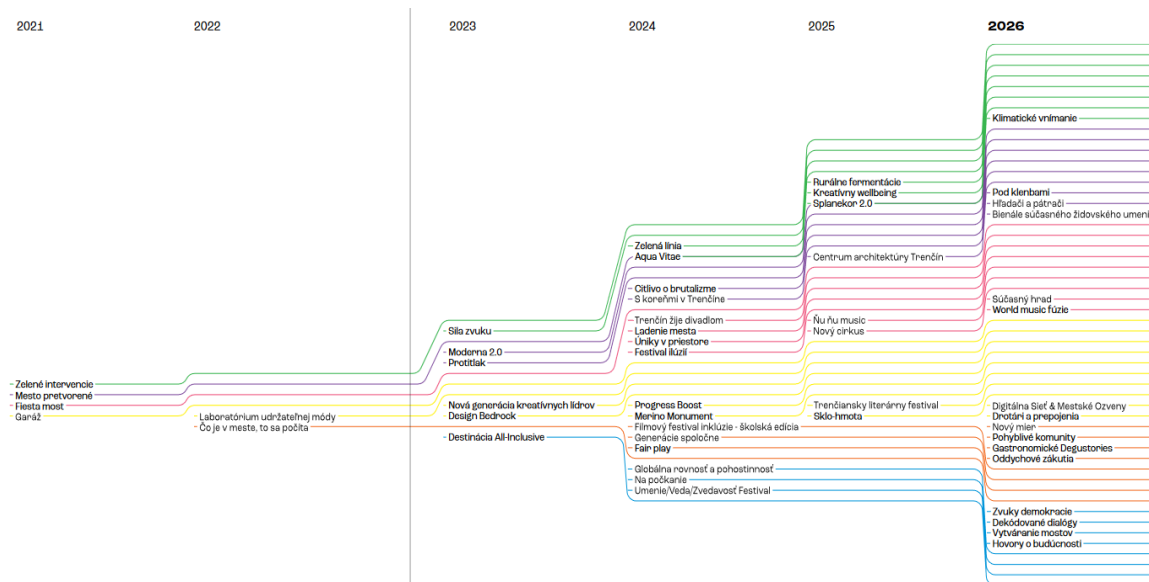 2021
2022
2023
2024
2025
2026
Zelené intervencie
Mesto pretvorené
Fiesta most
Garáž
Laboratórium udržateľnej módy
Čo je v meste, to sa počíta
Sila zvuku
Moderna 2.0
Protitlak
Nová generácia kreatívnych lídrov
Design Bedrock
Destinácia All-Inclusive
Zelená línia
Aqua Vitae
Citlivo o brutalizme
S koreňmi v Trenčíne
Trenčín žije divadlom
Ladenie mesta
Úniky v priestore
Festival ilúzií
Progress Boost
Merino Monument
Filmový festival inklúzie - školská edícia
Generácie spoločne
Fair play
Globálna rovnosť a pohostinnosť
Na počkanie
Umenie/Veda/Zvedavosť Festival
Rurálne fermentácie
Kreatívny wellbeing
Splanekor 2.0
Centrum architektúry Trenčín
Ňu ňu music
Nový cirkus
Trenčiansky literárny festival
Sklo-hmota
Klimatické vnímanie
Pod klenbami
Hľadači a pátrači
Bienále súčasného židovského umeni
Súčasný hrad
World music fúzie
Digitálna Sieť & Mestské Ozveny
Drotári a prepojenia
Nový mier
Pohyblivé komunity
Gastronomické Degustories
Oddychové zákutia
Zvuky demokracie
Dekódované dialógy
Vytváranie mostov
Hovory o budúcnosti